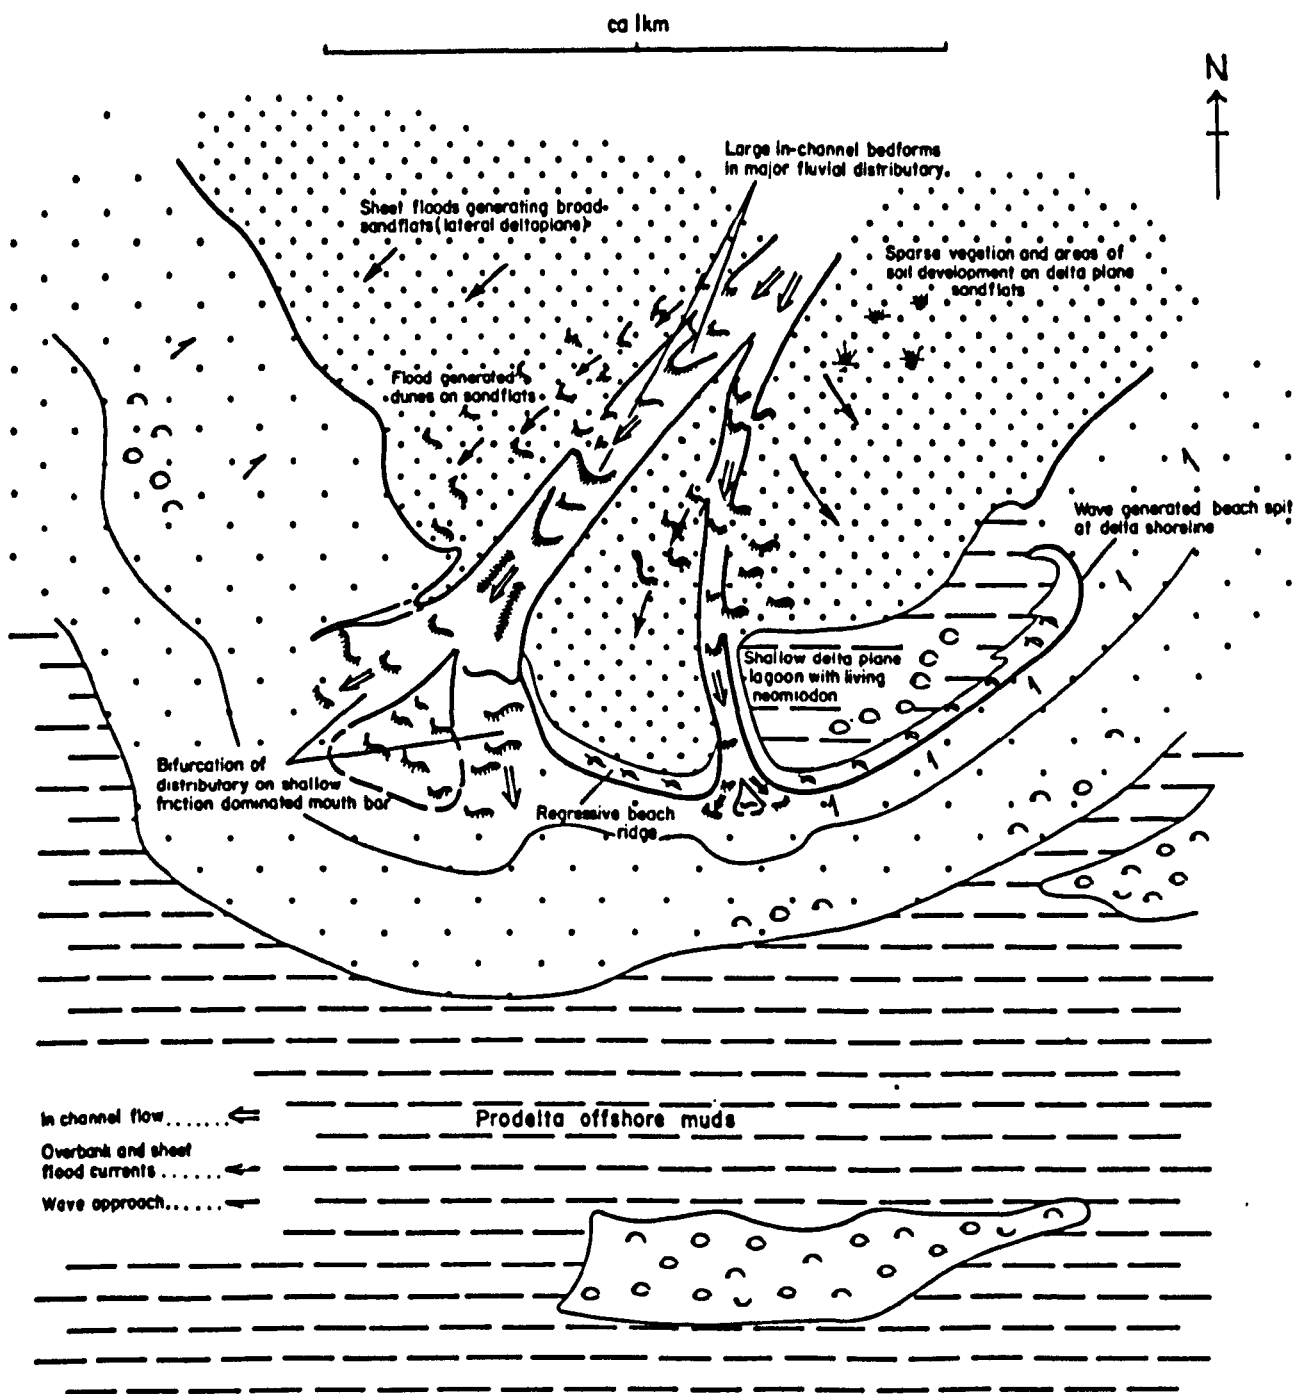 ca 1km
N
Large in-channel bedforms
in major fluvial distributary.
Sheet floods generating broad
sandflats (lateral deltaplane)
Sparse vegetion and areas of
soil development on delta plane
sandflats
Flood generated
dunes on sandflats
Wave generated beach spit
at delta shoreline
Shallow delta plane
lagoon with living
neomiodon
Bifurcation of
distributary on shallow
friction dominated mouth bar
Regressive beach
ridge
In channel flow.......
Overbank and sheet
flood currents......
Wave approach......
Prodelta offshore muds